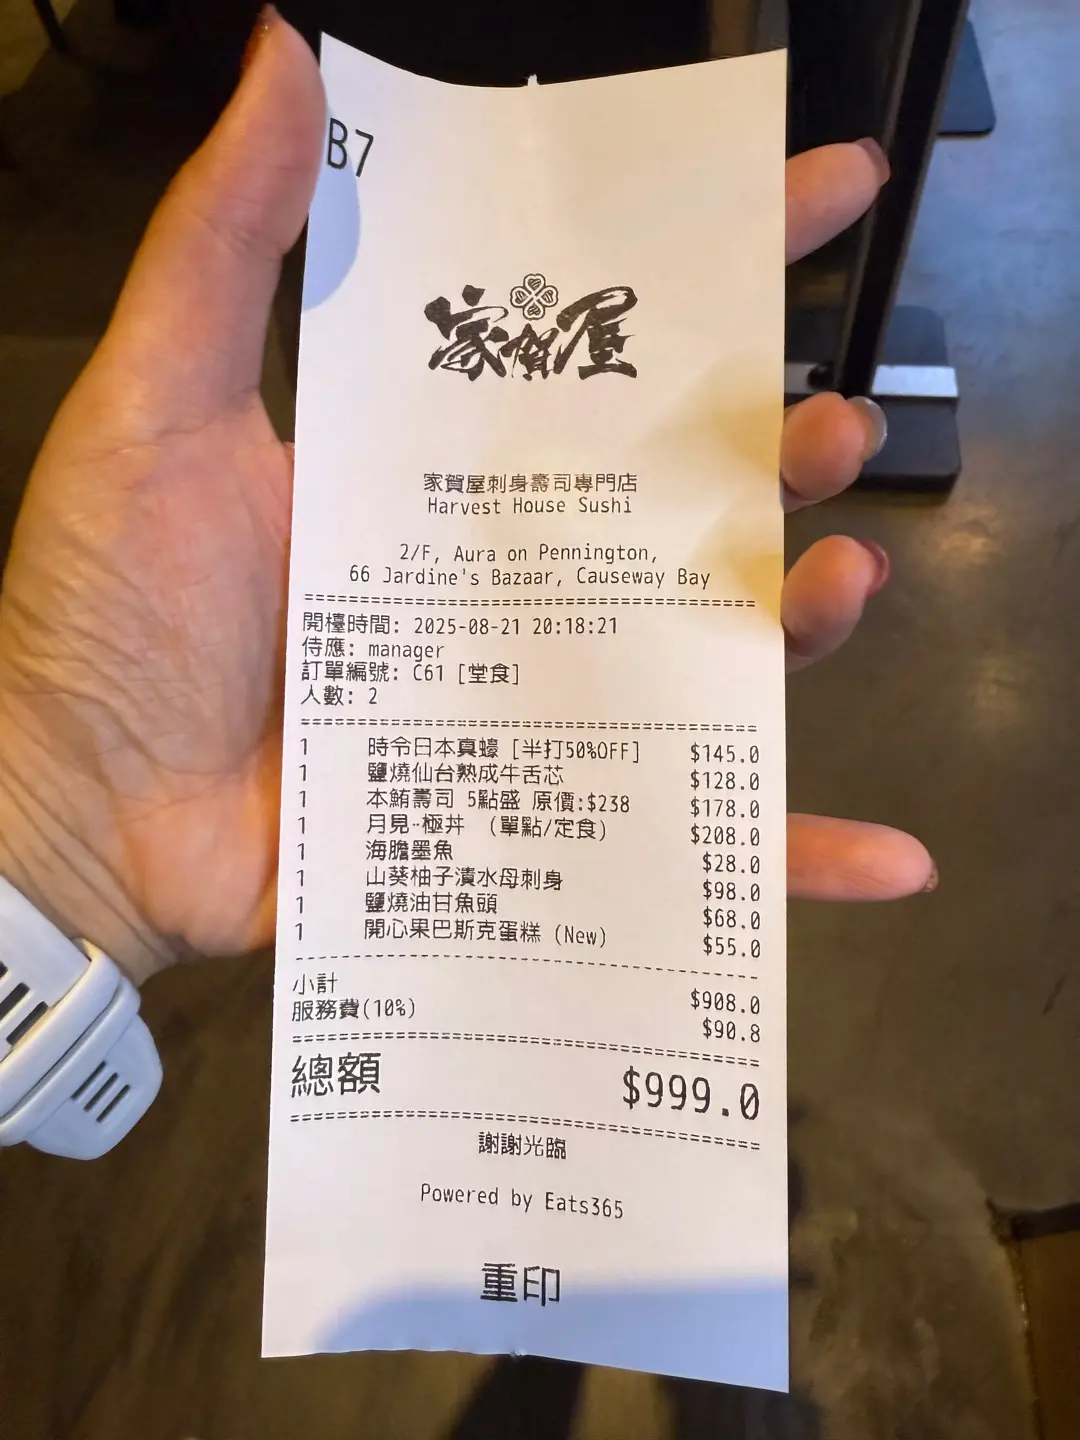 B7
家賀屋
家賀屋刺身壽司專門店
Harvest House Sushi
2/F, Aura on Pennington,
66 Jardine's Bazaar, Causeway Bay
開檯時間: 2025-08-21 20:18:21
侍應: manager
訂單編號: C61 [堂食]
人數: 2
1 時令日本真蠔 [半打50%OFF] $145.0
1 鹽燒仙台熟成牛舌芯 $128.0
1 本鮪壽司 5點盛 原價:$238 $178.0
1 月見·極丼 (單點/定食) $208.0
1 海膽墨魚 $28.0
1 山葵柚子漬水母刺身 $98.0
1 鹽燒油甘魚頭 $68.0
1 開心果巴斯克蛋糕 (New) $55.0
小計 $908.0
服務費(10%) $90.8
總額 $999.0
謝謝光臨
Powered by Eats365
重印